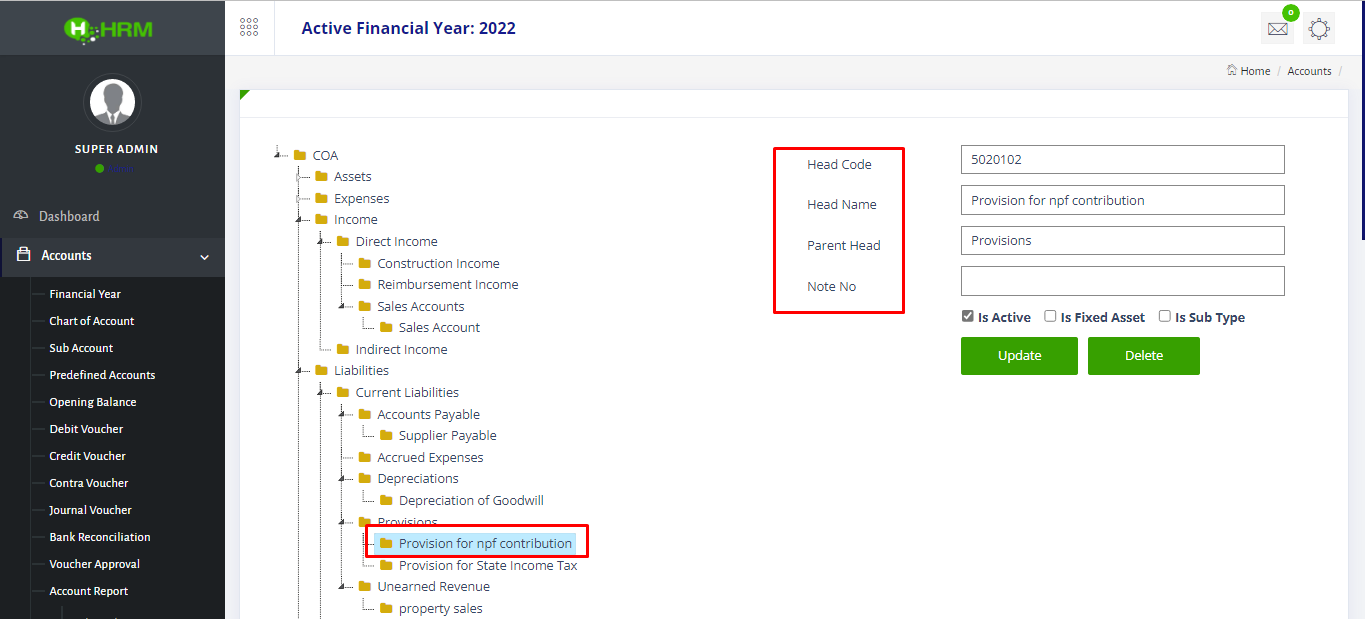 HRM
Active Financial Year: 2022
0
Home / Accounts /
SUPER ADMIN
Dashboard
Accounts
Financial Year
Chart of Account
Sub Account
Predefined Accounts
Opening Balance
Debit Voucher
Credit Voucher
Contra Voucher
Journal Voucher
Bank Reconciliation
Voucher Approval
Account Report
COA
Assets
Expenses
Income
Direct Income
Construction Income
Reimbursement Income
Sales Accounts
Sales Account
Indirect Income
Liabilities
Current Liabilities
Accounts Payable
Supplier Payable
Accrued Expenses
Depreciations
Depreciation of Goodwill
Provisions
Provision for npf contribution
Provision for State Income Tax
Unearned Revenue
property sales
Head Code 5020102
Head Name Provision for npf contribution
Parent Head Provisions
Note No
Is Active Is Fixed Asset Is Sub Type
Update Delete